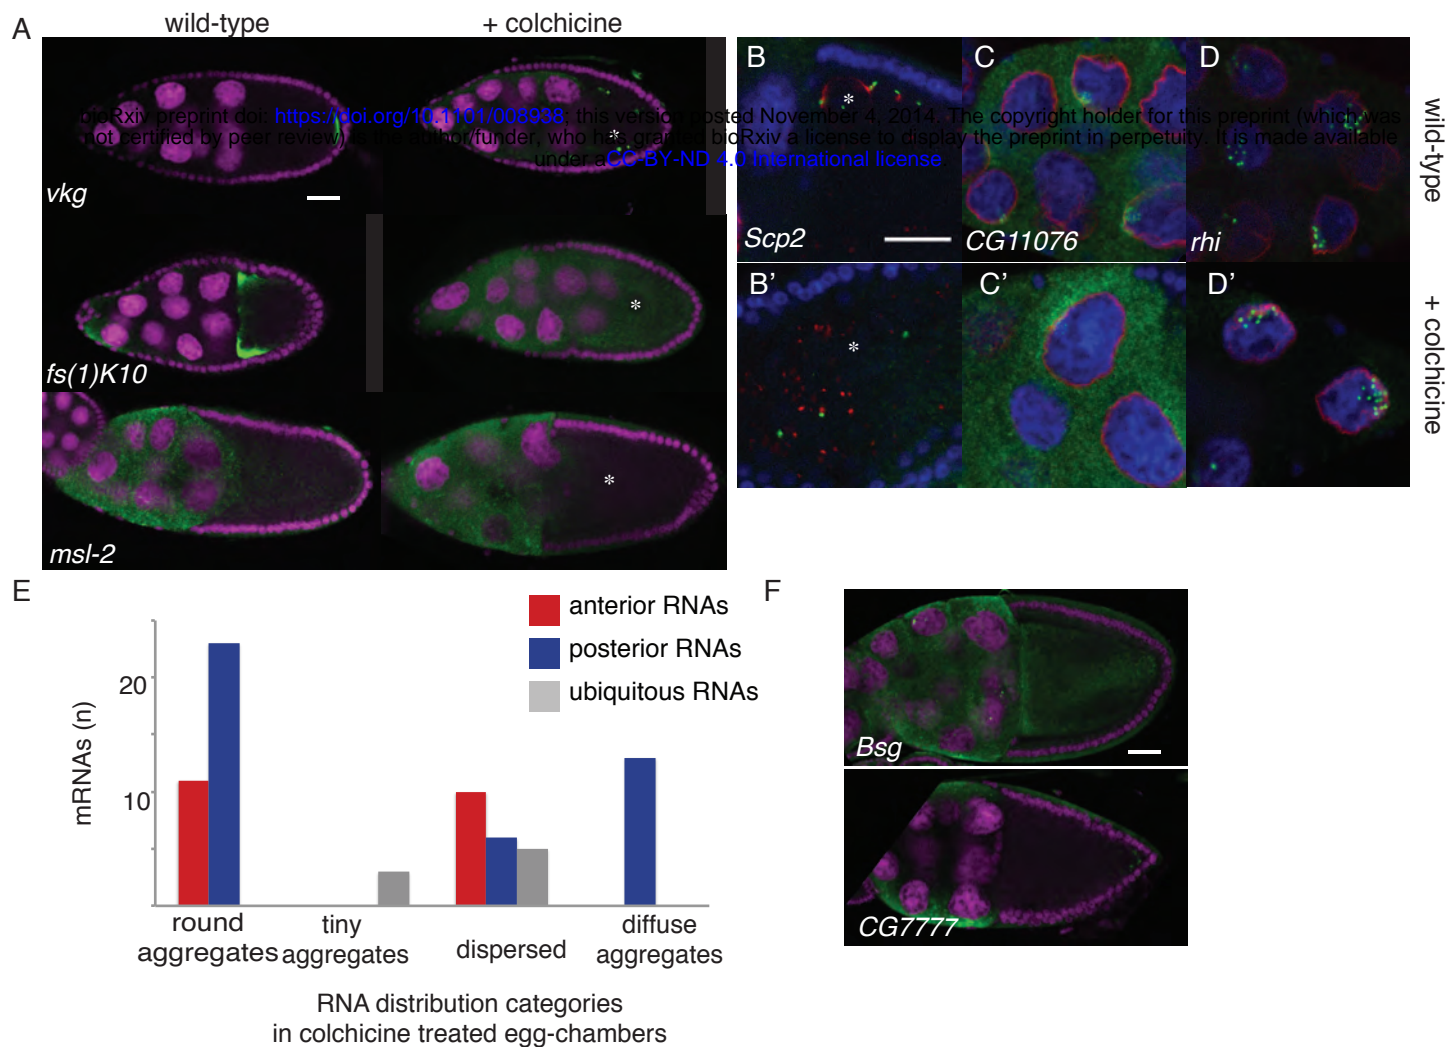 A
wild-type
+ colchicine
bioRxiv preprint doi: https://doi.org/10.1101/008938; this version posted November 4, 2014. The copyright holder for this preprint (which was
not certified by peer review) is the author/funder, who has granted bioRxiv a license to display the preprint in perpetuity. It is made available
under aCC-BY-ND 4.0 International license.
*
vkg
fs(1)K10
*
msl-2
*
B
*
Scp2
C
CG11076
D
rhi
wild-type
B'
*
C'
D'
+ colchicine
E
anterior RNAs
posterior RNAs
ubiquitous RNAs
mRNAs (n)
20
10
round
aggregates
tiny
aggregates
dispersed
diffuse
aggregates
RNA distribution categories
in colchicine treated egg-chambers
F
Bsg
CG7777